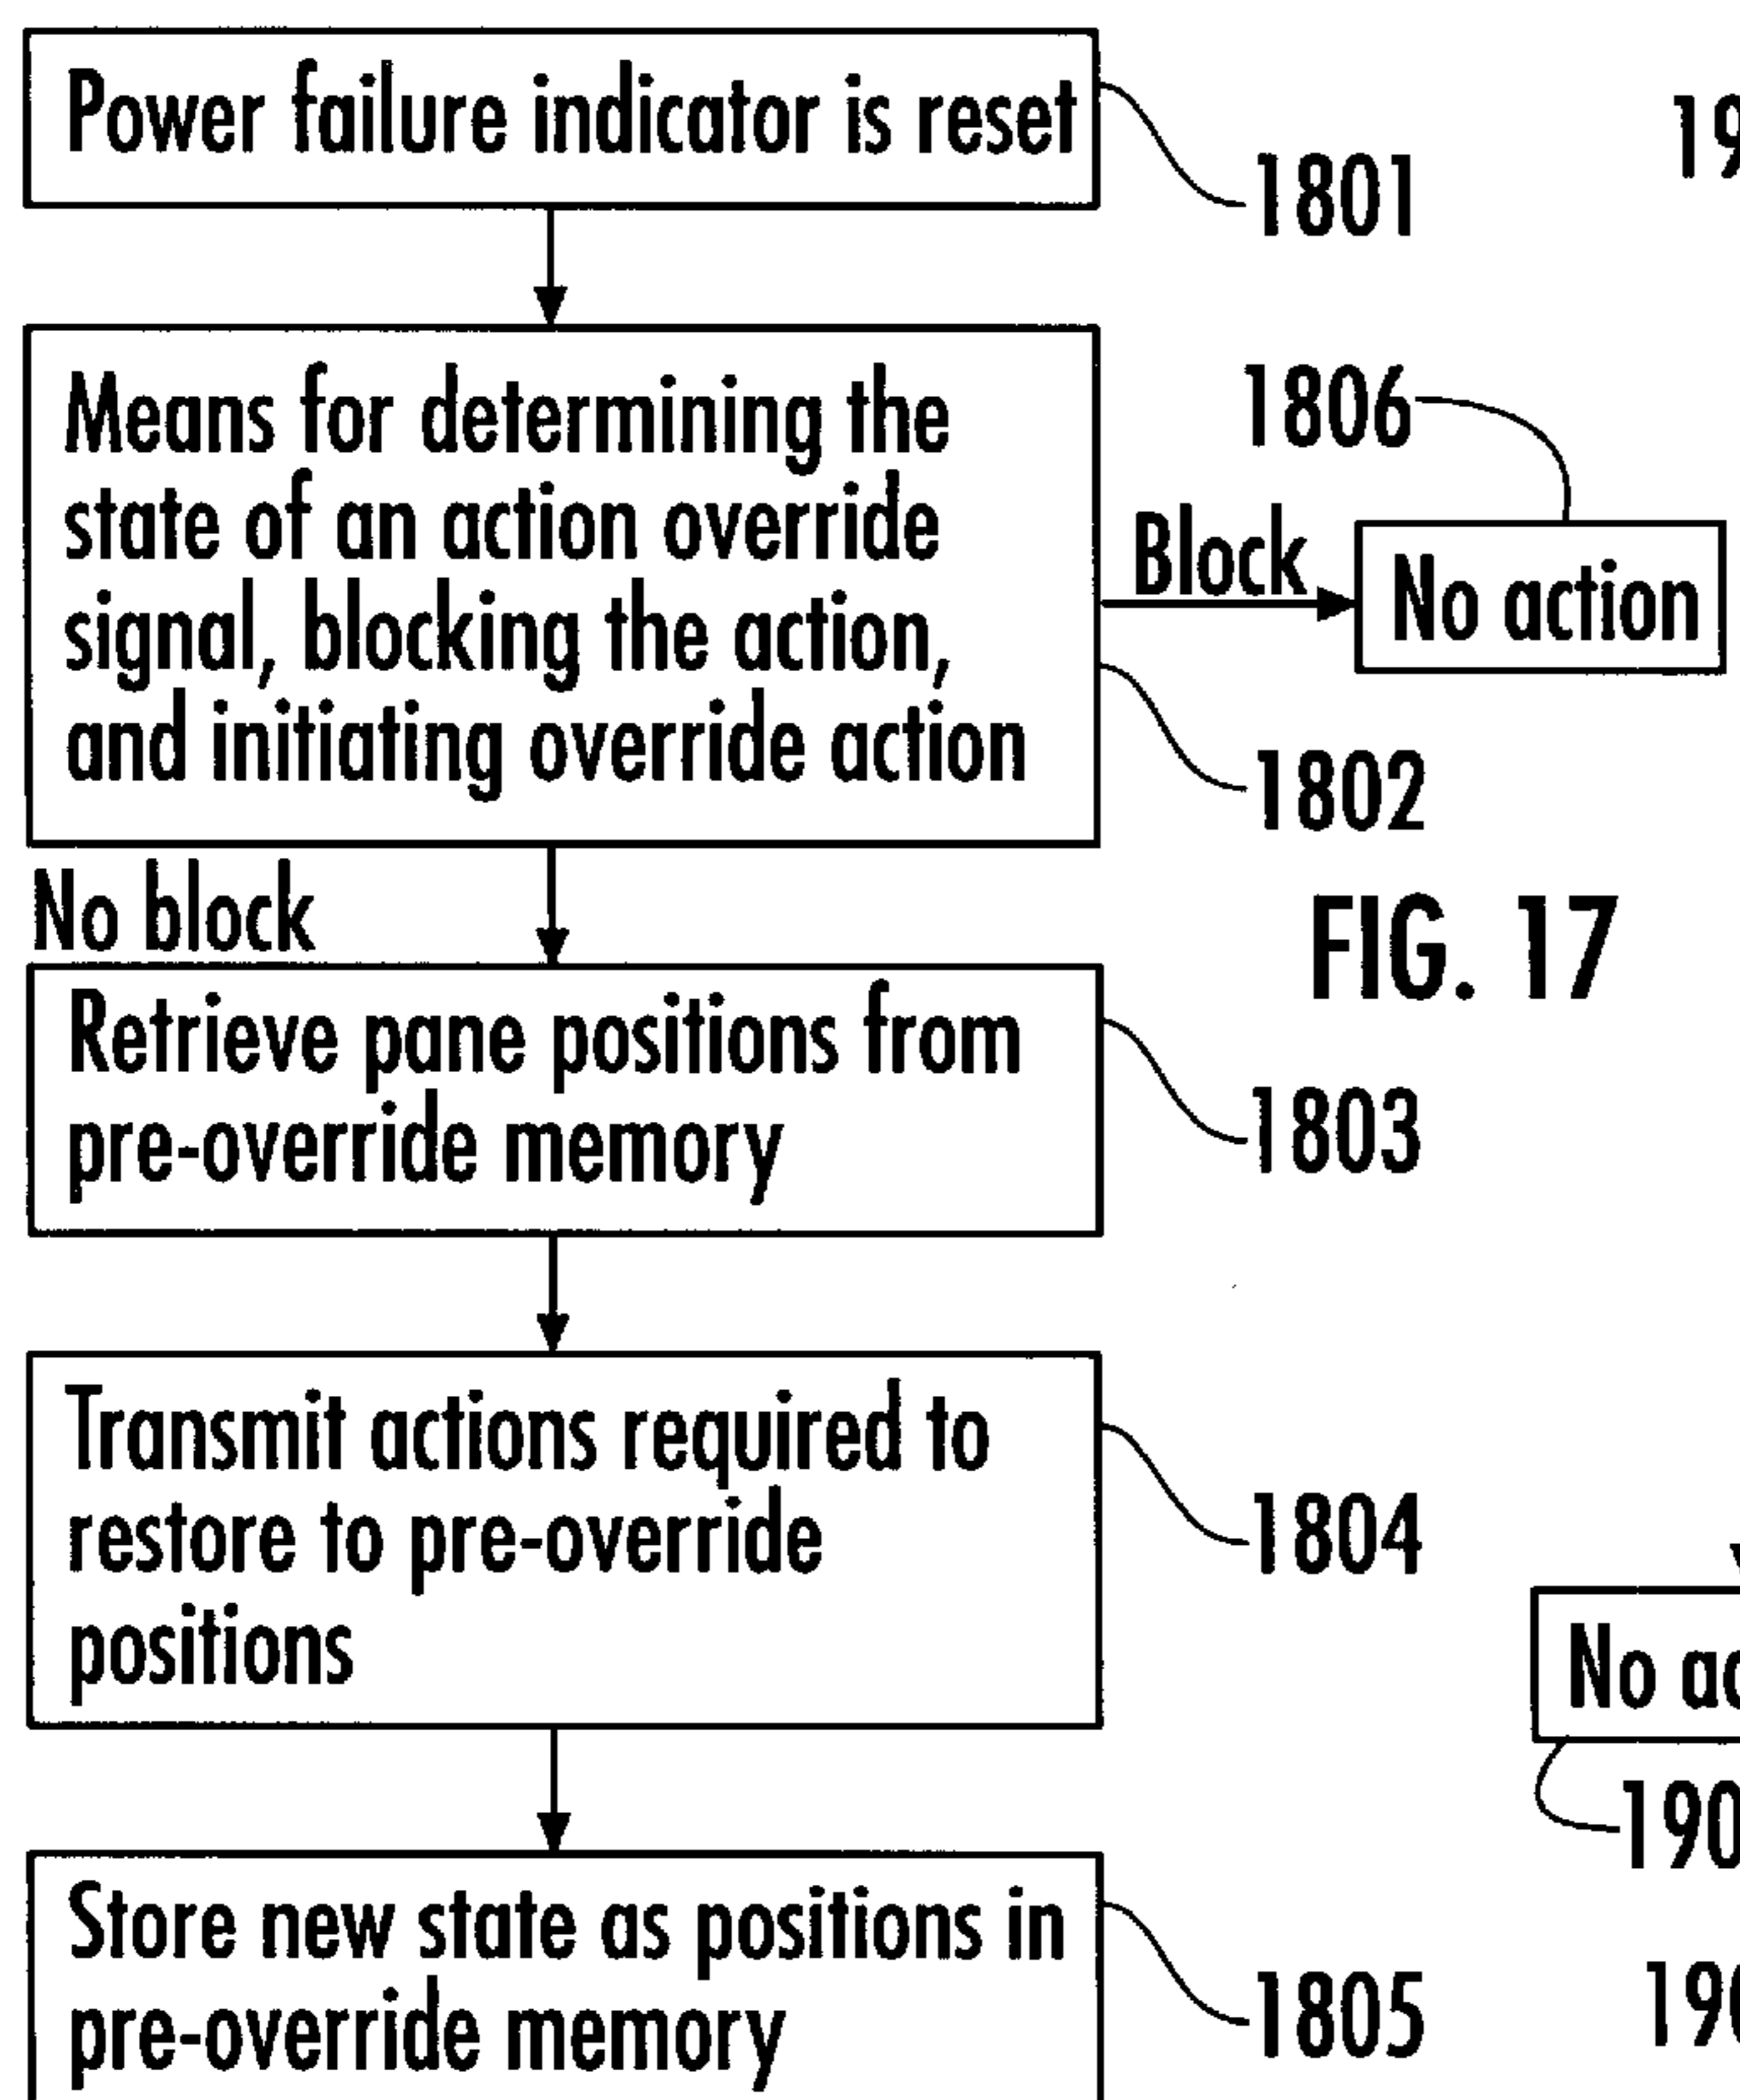 Power failure indicator is reset
1801
Means for determining the
state of an action override
signal, blocking the action,
and initiating override action
1802
Block
1806
No action
No block
FIG. 17
Retrieve pane positions from
pre-override memory
1803
Transmit actions required to
restore to pre-override
positions
1804
Store new state as positions in
pre-override memory
1805
No